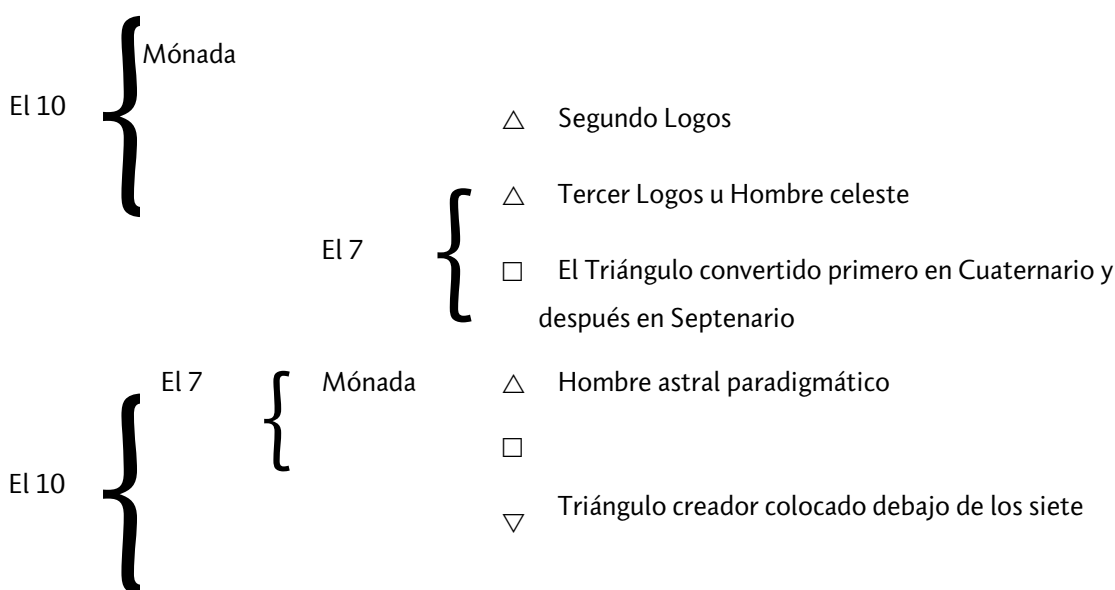 Mónada
El 10
△ Segundo Logos
△ Tercer Logos u Hombre celeste
El 7
□ El Triángulo convertido primero en Cuaternario y
después en Septenario
El 7 Mónada △ Hombre astral paradigmático
□
El 10
▽ Triángulo creador colocado debajo de los siete